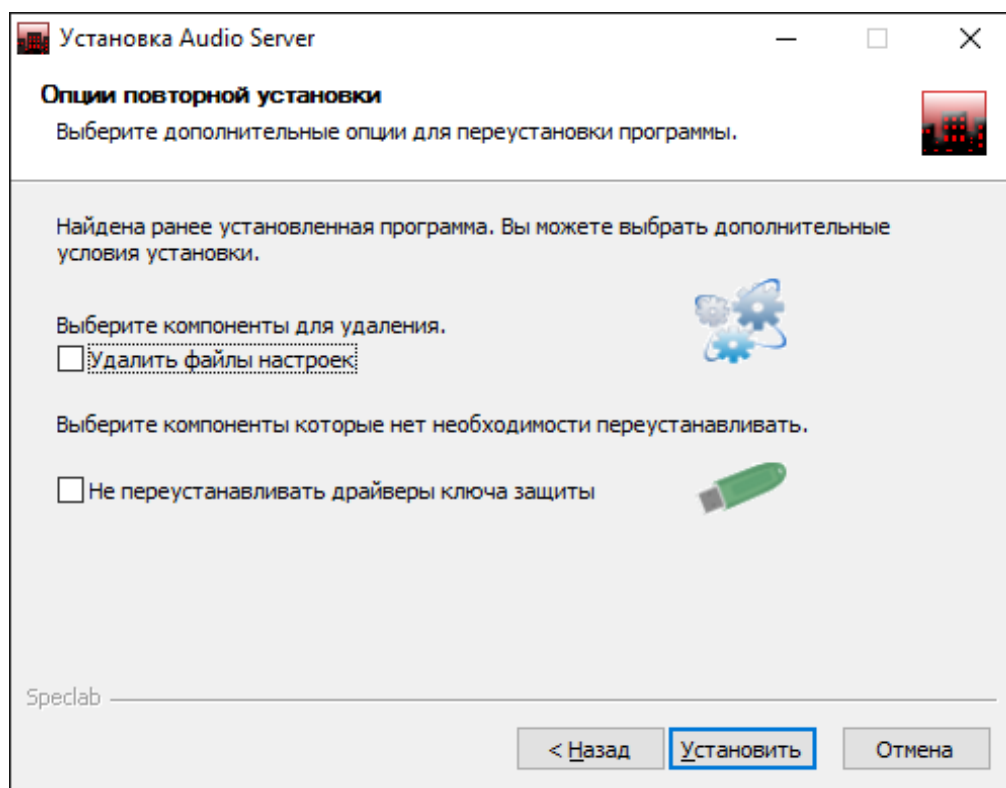 Установка Audio Server
Опции повторной установки
Выберите дополнительные опции для переустановки программы.
Найдена ранее установленная программа. Вы можете выбрать дополнительные
условия установки.
Выберите компоненты для удаления.
Удалить файлы настроек
Выберите компоненты которые нет необходимости переустанавливать.
Не переустанавливать драйверы ключа защиты
Speclab
< Назад
Установить
Отмена